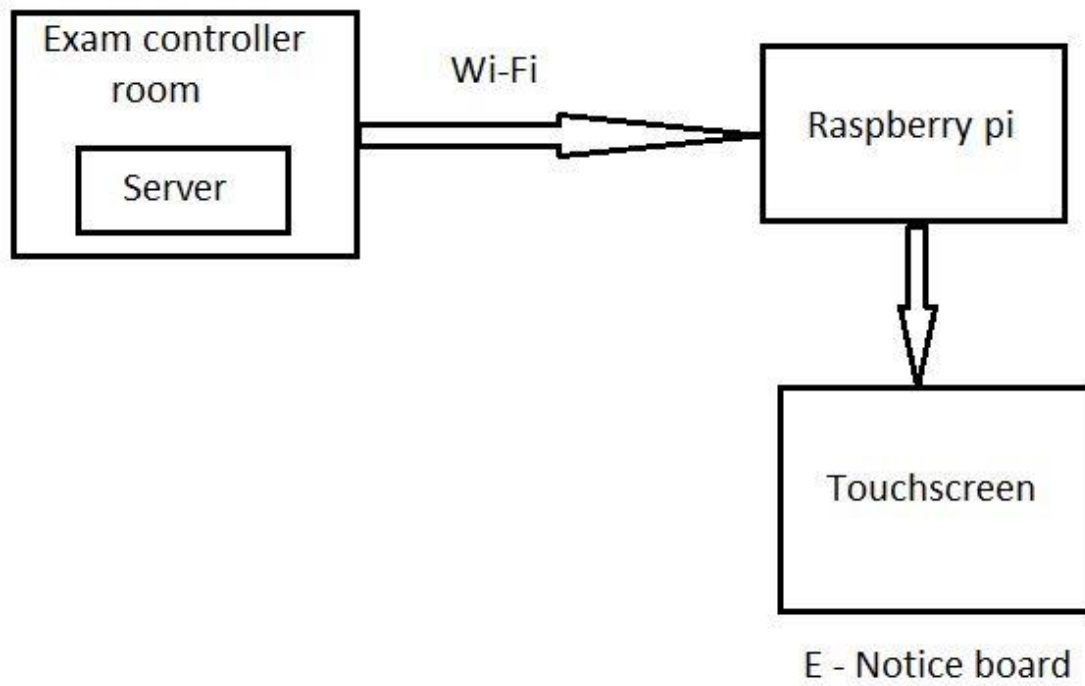 Exam controller
room
Server
Wi-Fi
Raspberry pi
Touchscreen
E - Notice board